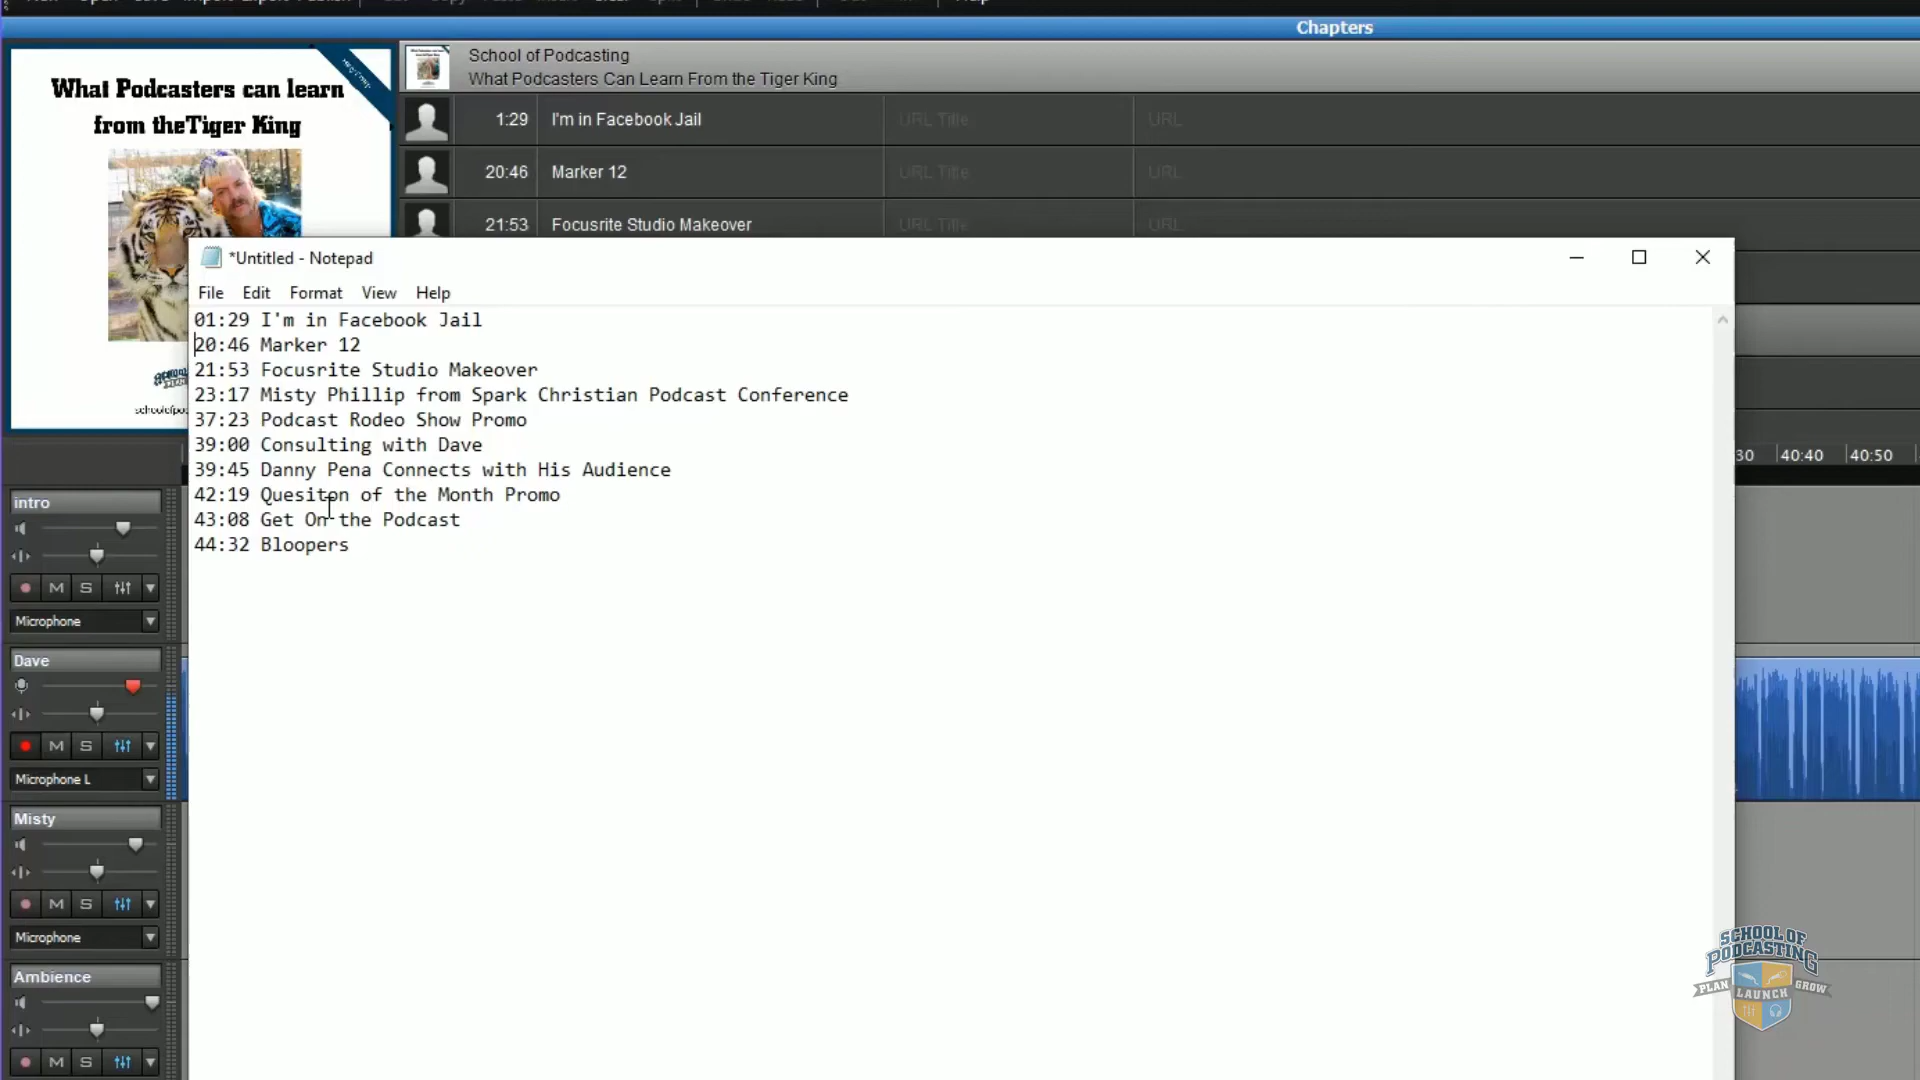 Chapters
What Podcasters can learn
from theTiger King
School of Podcasting
What Podcasters Can Learn From the Tiger King
1:29 I'm in Facebook Jail URL Title URL
20:46 Marker 12 URL Title URL
21:53 Focusrite Studio Makeover URL Title URL
*Untitled - Notepad
File Edit Format View Help
01:29 I'm in Facebook Jail
20:46 Marker 12
21:53 Focusrite Studio Makeover
23:17 Misty Phillip from Spark Christian Podcast Conference
37:23 Podcast Rodeo Show Promo
39:00 Consulting with Dave
39:45 Danny Pena Connects with His Audience
42:19 Quesiton of the Month Promo
43:08 Get On the Podcast
44:32 Bloopers
30 40:40 40:50
intro
M S
Microphone
Dave
M S
Microphone L
Misty
M S
Microphone
Ambience
M S
SCHOOL OF
PODCASTING
PLAN LAUNCH GROW